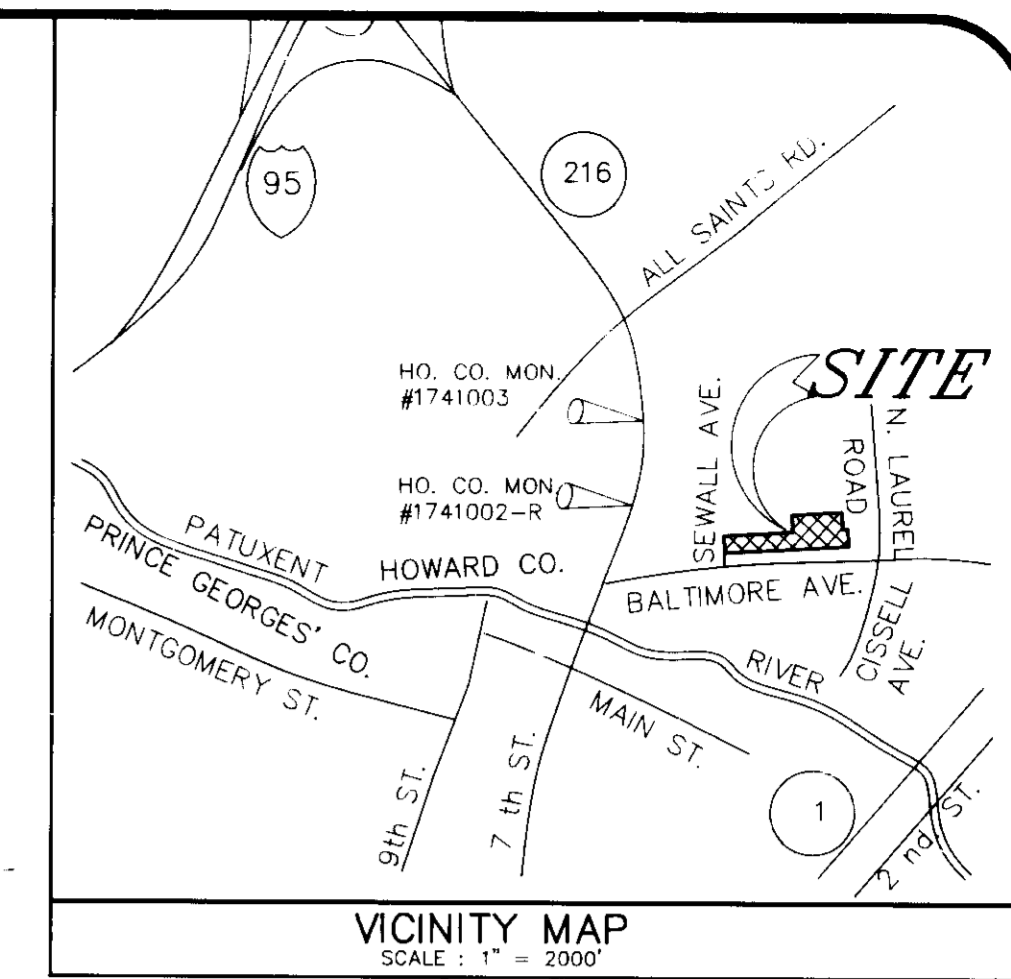 95
216
ALL SAINTS RD.
HO. CO. MON.
#1741003
SITE
SEWALL AVE.
N. LAUREL
ROAD
HO. CO. MON.
#1741002-R
PATUXENT
HOWARD CO.
PRINCE GEORGES' CO.
BALTIMORE AVE.
MONTGOMERY ST.
CISSELL
AVE.
RIVER
MAIN ST.
9th ST.
7 th ST.
1
2 nd. ST.
VICINITY MAP
SCALE : 1" = 2000'